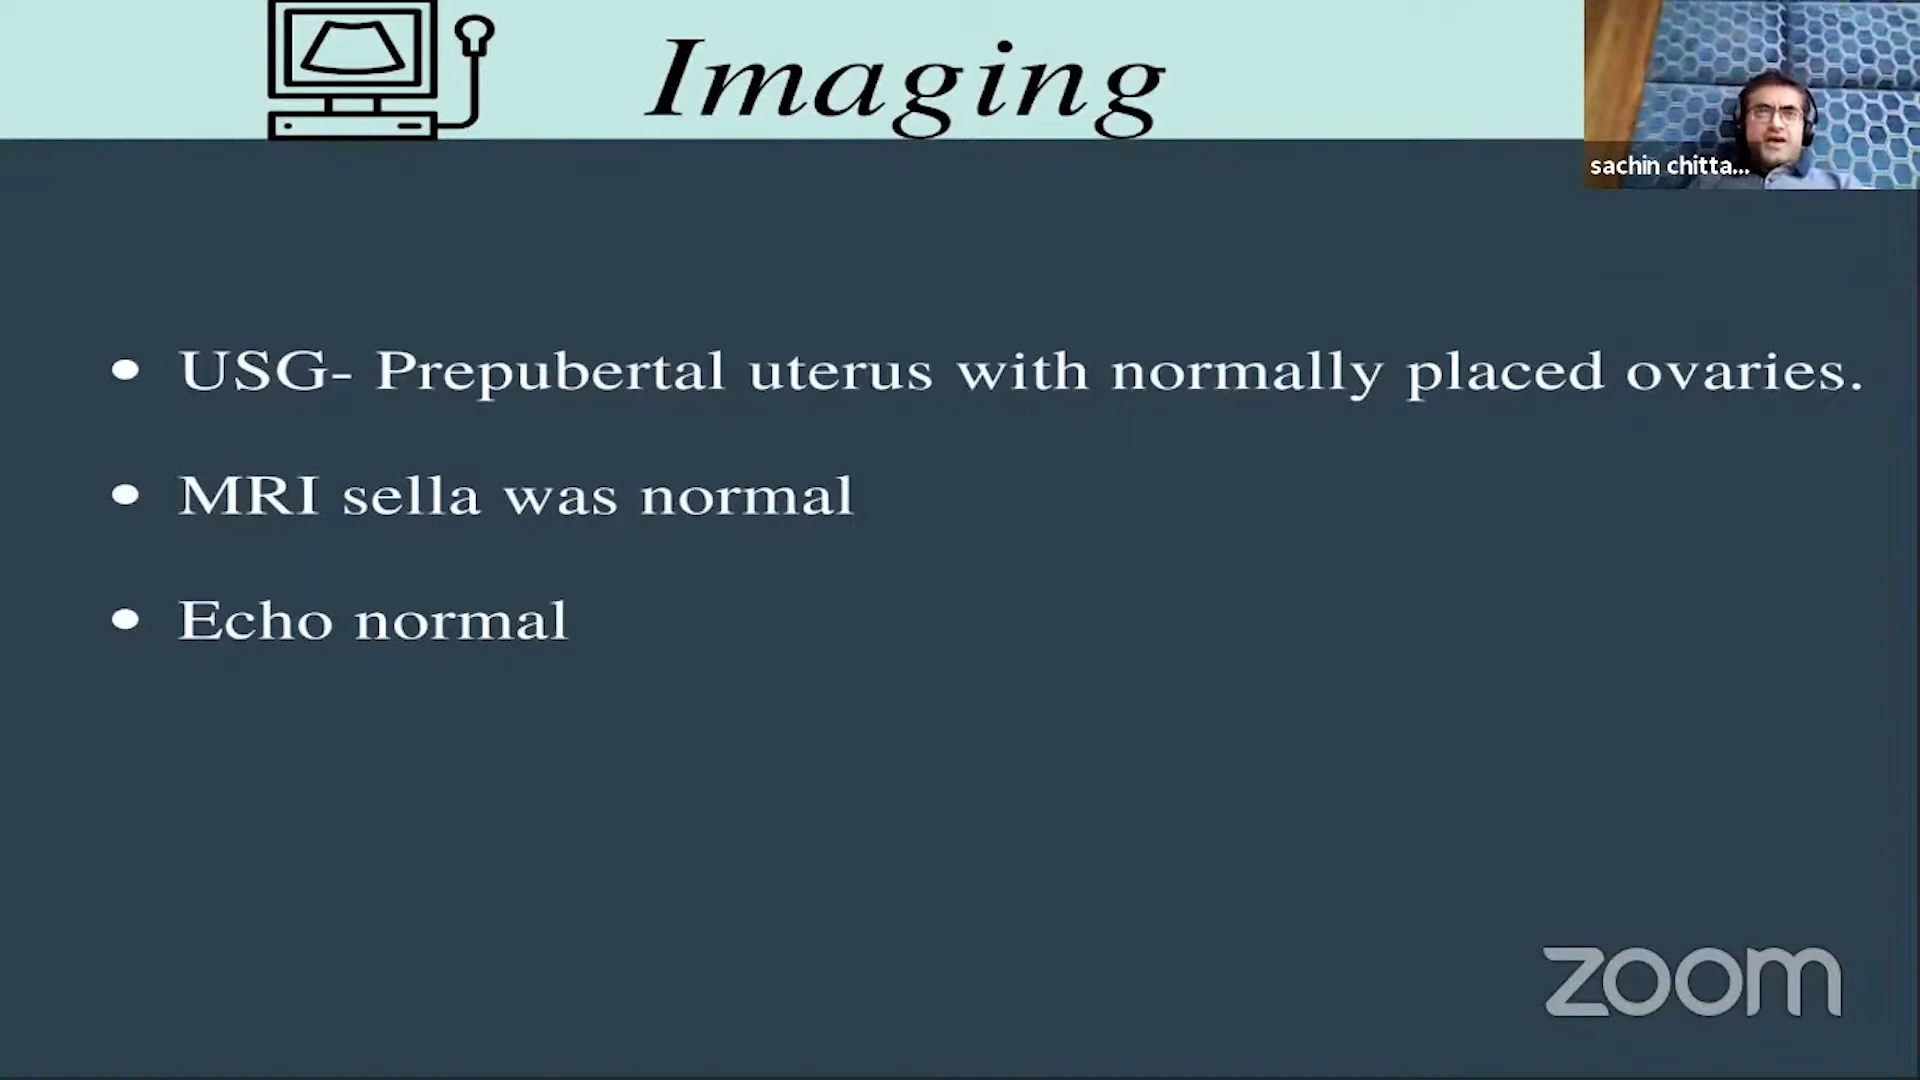 Imaging
sachin chitta...
• USG- Prepubertal uterus with normally placed ovaries.
• MRI sella was normal
• Echo normal
zoom